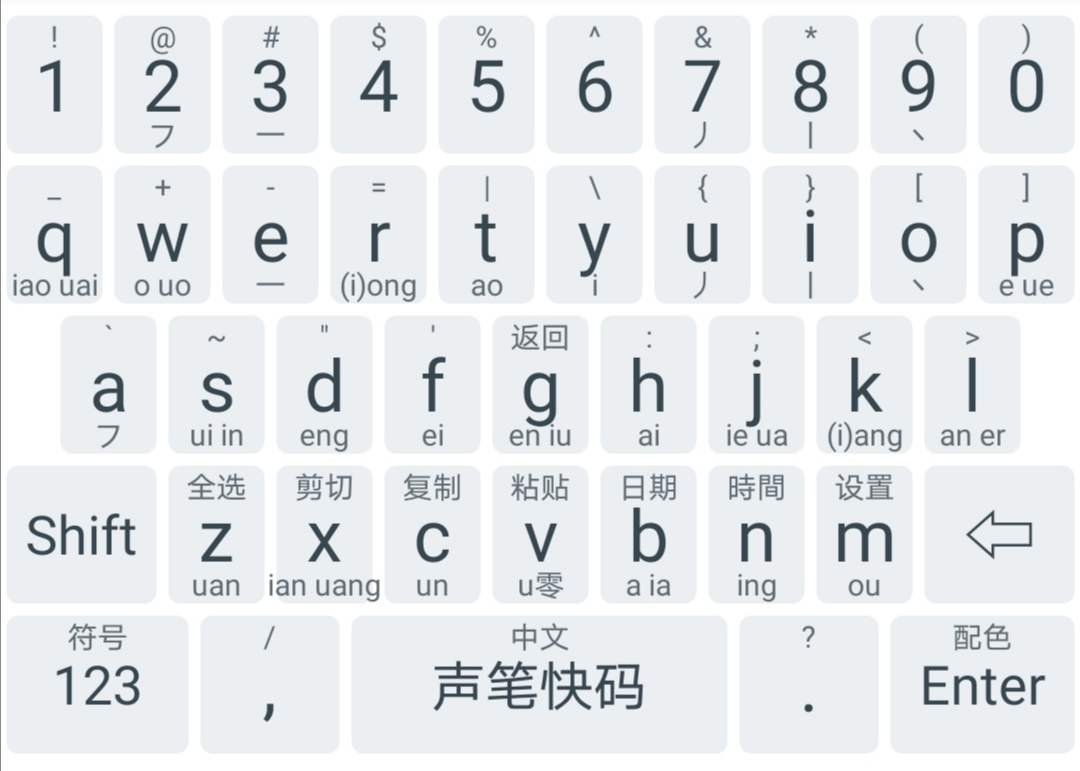 ! @ # $ % ^ & * ( )
1 2 3 4 5 6 7 8 9 0
フ 一 丿 丨 丶
_ + - = | \ { } [ ]
q w e r t y u i o p
iao uai o uo 一 (i)ong ao i 丿 丨 丶 e ue
` ~ " ' 返回 : ; < >
a s d f g h j k l
フ ui in eng ei en iu ai ie ua (i)ang an er
全选 剪切 复制 粘贴 日期 時間 设置
Shift z x c v b n m
uan ian uang un u零 a ia ing ou
符号 / 中文 ? 配色
123 , 声笔快码 . Enter